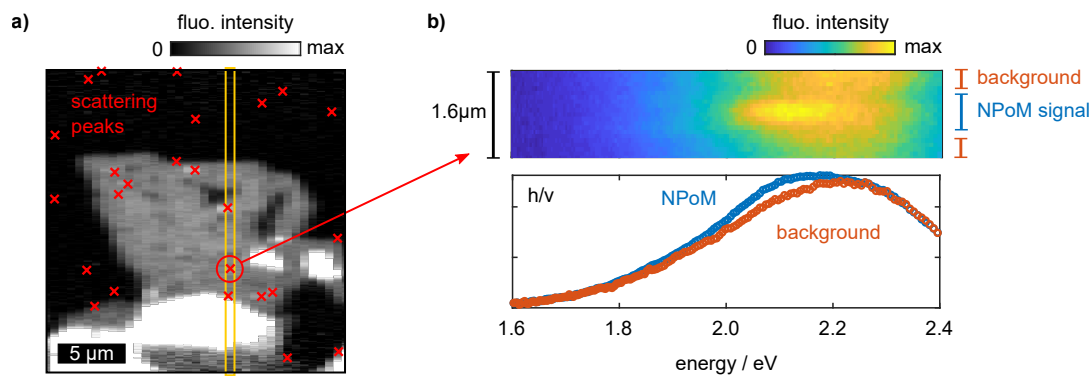 a)
fluo. intensity
0
max
scattering
peaks
5 µm
b)
fluo. intensity
0
max
1.6µm
background
NPoM signal
h/v
NPoM
background
1.6
1.8
2.0
2.2
2.4
energy / eV